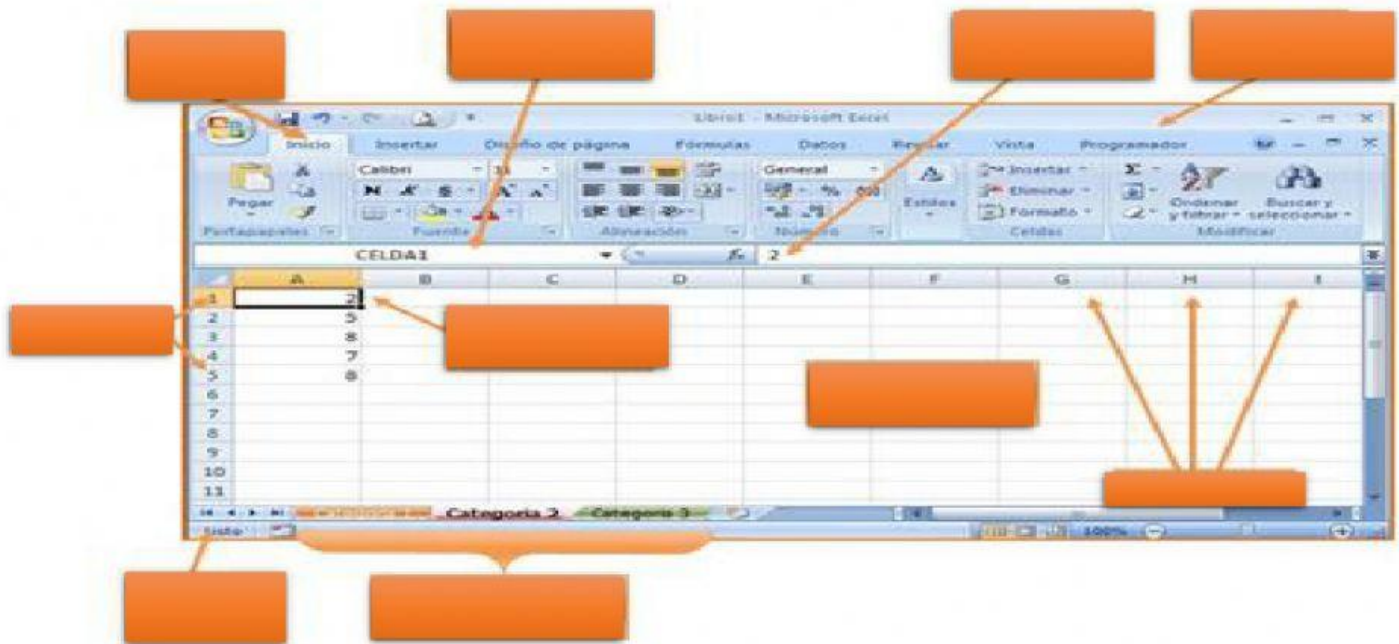 Libro1 - Microsoft Excel
Inicio Insertar Diseño de página Fórmulas Datos Revisar Vista Programador
Calibri 11 General Insertar Σ
Pegar N K S % 000 Estilos Eliminar Ordenar y filtrar Buscar y seleccionar
Formato
Portapapeles Fuente Alineación Número Celdas Modificar
CELDA1 fx 2
A B C D E F G H I
1 2
2 5
3 8
4 7
5 8
6
7
8
9
10
11
Categoria 2 Categoria 3
Listo 100%